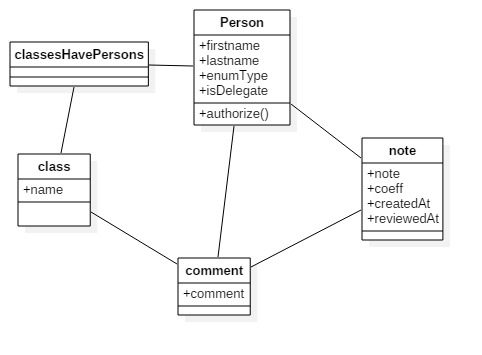 Person
+firstname
+lastname
+enumType
+isDelegate
+authorize()
classesHavePersons
class
+name
note
+note
+coeff
+createdAt
+reviewedAt
comment
+comment